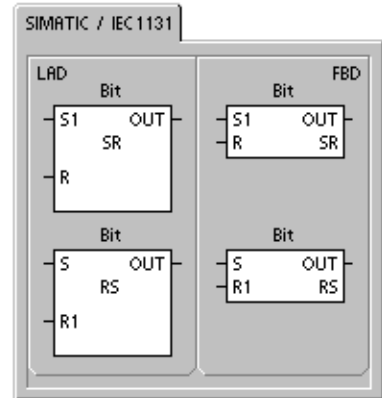 SIMATIC / IEC1131
LAD
Bit
S1 OUT
SR
R
Bit
S OUT
RS
R1
FBD
Bit
S1 OUT
R SR
Bit
S OUT
R1 RS